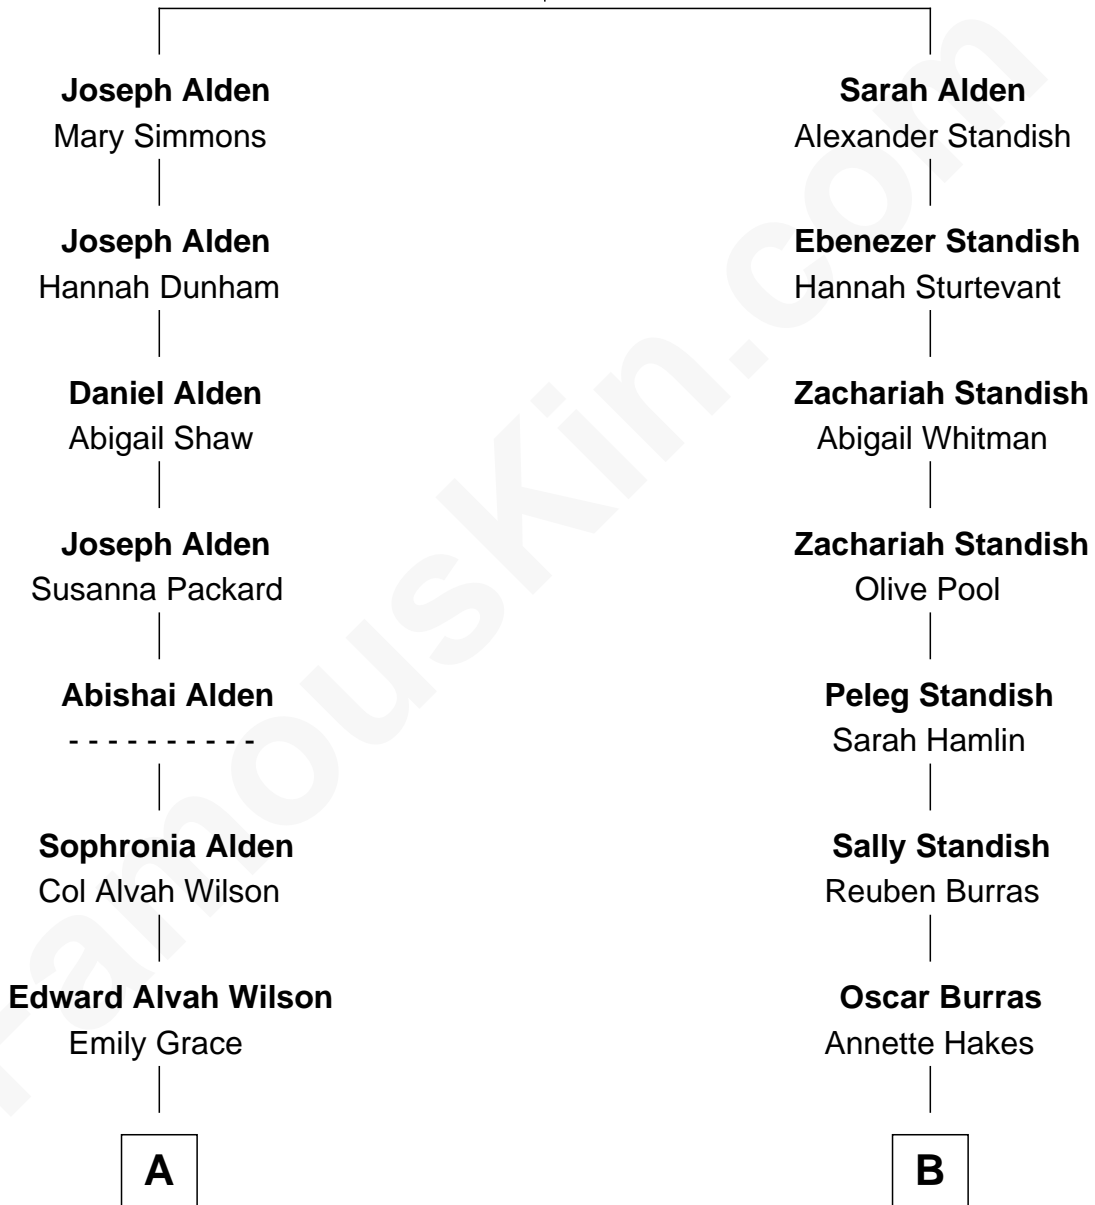 Joseph Alden
Mary Simmons
Sarah Alden
Alexander Standish
Joseph Alden
Hannah Dunham
Ebenezer Standish
Hannah Sturtevant
Daniel Alden
Abigail Shaw
Zachariah Standish
Abigail Whitman
Joseph Alden
Susanna Packard
Zachariah Standish
Olive Pool
Abishai Alden
- - - - - - - - - -
Peleg Standish
Sarah Hamlin
Sophronia Alden
Col Alvah Wilson
Sally Standish
Reuben Burras
Edward Alvah Wilson
Emily Grace
Oscar Burras
Annette Hakes
A
B
FamousKin.com